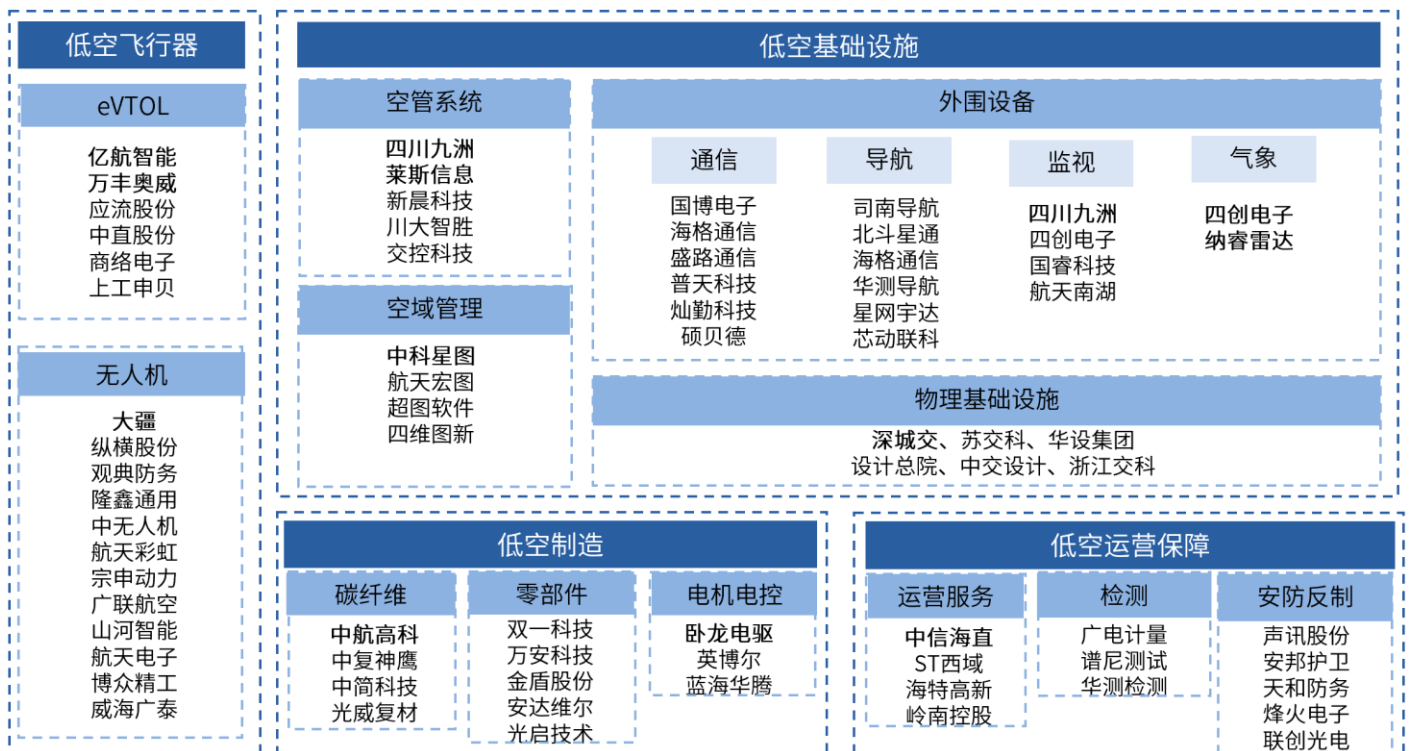 低空飞行器
eVTOL
亿航智能
万丰奥威
应流股份
中直股份
商络电子
上工申贝
无人机
大疆
纵横股份
观典防务
隆鑫通用
中无人机
航天彩虹
宗申动力
广联航空
山河智能
航天电子
博众精工
威海广泰
低空基础设施
空管系统
四川九洲
莱斯信息
新晨科技
川大智胜
交控科技
空域管理
中科星图
航天宏图
超图软件
四维图新
外围设备
通信
国博电子
海格通信
盛路通信
普天科技
灿勤科技
硕贝德
导航
司南导航
北斗星通
海格通信
华测导航
星网宇达
芯动联科
监视
四川九洲
四创电子
国睿科技
航天南湖
气象
四创电子
纳睿雷达
物理基础设施
深城交、苏交科、华设集团
设计总院、中交设计、浙江交科
低空制造
碳纤维
中航高科
中复神鹰
中简科技
光威复材
零部件
双一科技
万安科技
金盾股份
安达维尔
光启技术
电机电控
卧龙电驱
英博尔
蓝海华腾
低空运营保障
运营服务
中信海直
ST西域
海特高新
岭南控股
检测
广电计量
谱尼测试
华测检测
安防反制
声讯股份
安邦护卫
天和防务
烽火电子
联创光电